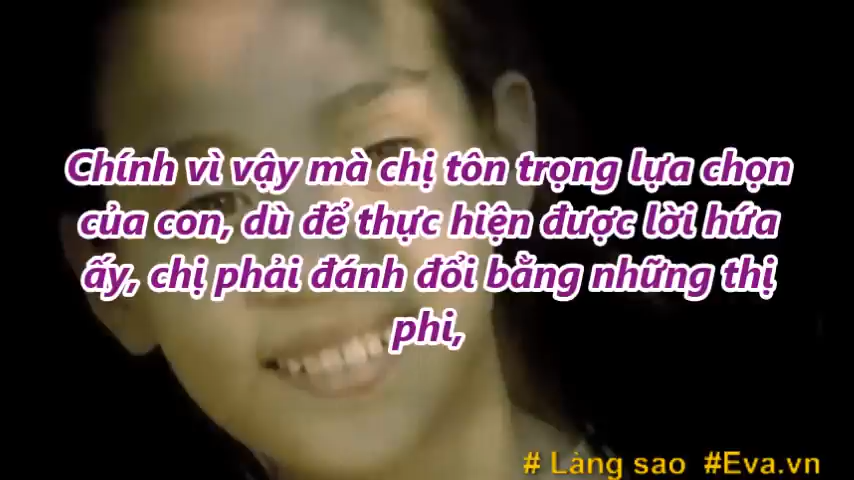 Chính vì vậy mà chị tôn trọng lựa chọn
của con, dù để thực hiện được lời hứa
ấy, chị phải đánh đổi bằng những thị
phi,
# Làng sao #Eva.vn